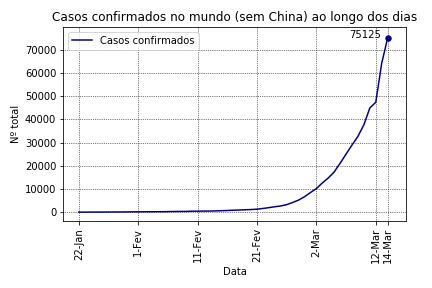 Casos confirmados no mundo (sem China) ao longo dos dias
75125
Casos confirmados
70000
60000
50000
40000
30000
20000
10000
0
Nº total
22-Jan
1-Fev
11-Fev
21-Fev
2-Mar
12-Mar
14-Mar
Data